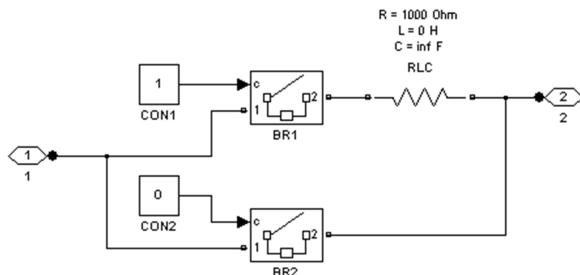 R = 1000 Ohm
L = 0 H
C = inf F
RLC
1
CON1
c
1
2
BR1
1
1
2
2
0
CON2
c
1
2
BR2